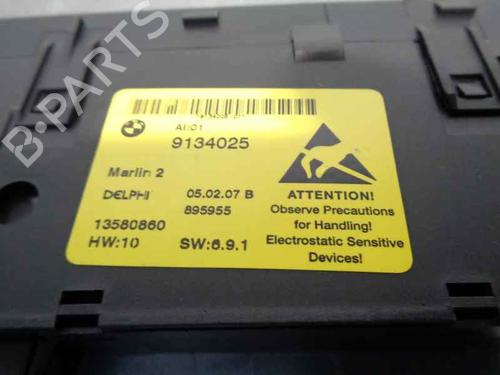 B-PARTS
AI:01
9134025
Marlin 2
DELPHI 05.02.07 B
895955
13580860
HW:10 SW:6.9.1
ATTENTION!
Observe Precautions
for Handling!
Electrostatic Sensitive
Devices!